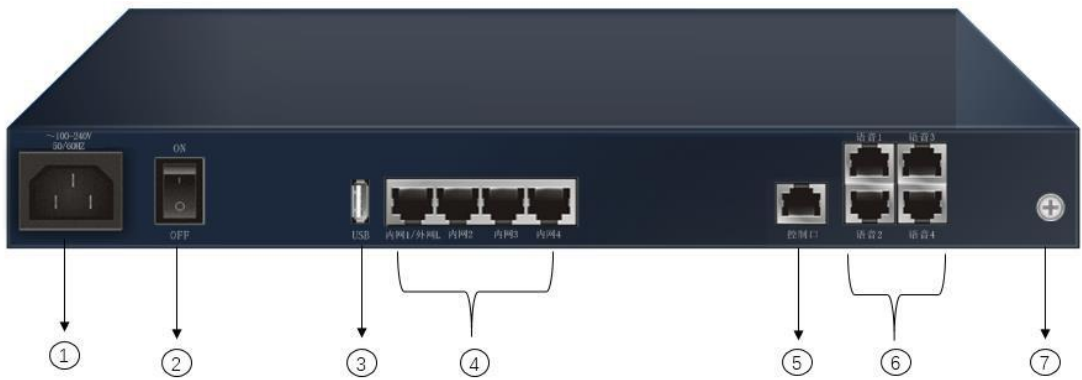 ~100-240V
50/60HZ
ON
OFF
USB
内网1/外网1
内网2
内网3
内网4
控制口
语音1
语音3
语音2
语音4
①
②
③
④
⑤
⑥
⑦